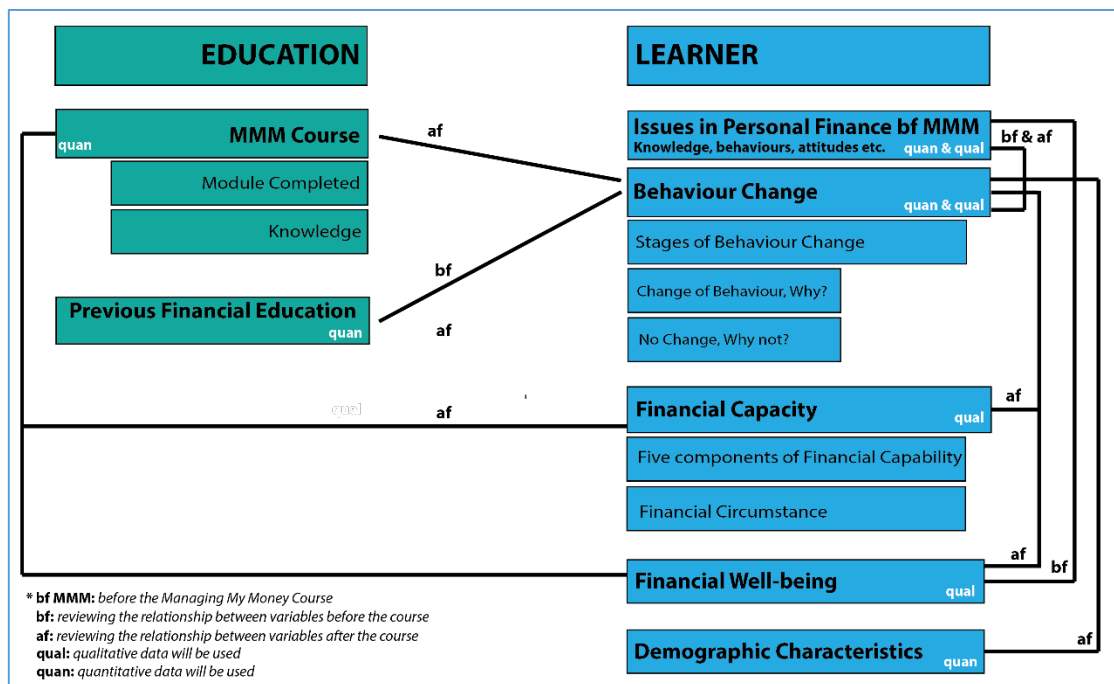 EDUCATION
LEARNER
MMM Course
quan
Module Completed
Knowledge
Previous Financial Education
quan
af
bf
af
qual
af
Issues in Personal Finance bf MMM
Knowledge, behaviours, attitudes etc. quan & qual
bf & af
Behaviour Change
quan & qual
Stages of Behaviour Change
Change of Behaviour, Why?
No Change, Why not?
Financial Capacity
qual
af
Five components of Financial Capability
Financial Circumstance
af
Financial Well-being
qual
bf
Demographic Characteristics
quan
af
* bf MMM: before the Managing My Money Course
bf: reviewing the relationship between variables before the course
af: reviewing the relationship between variables after the course
qual: qualitative data will be used
quan: quantitative data will be used